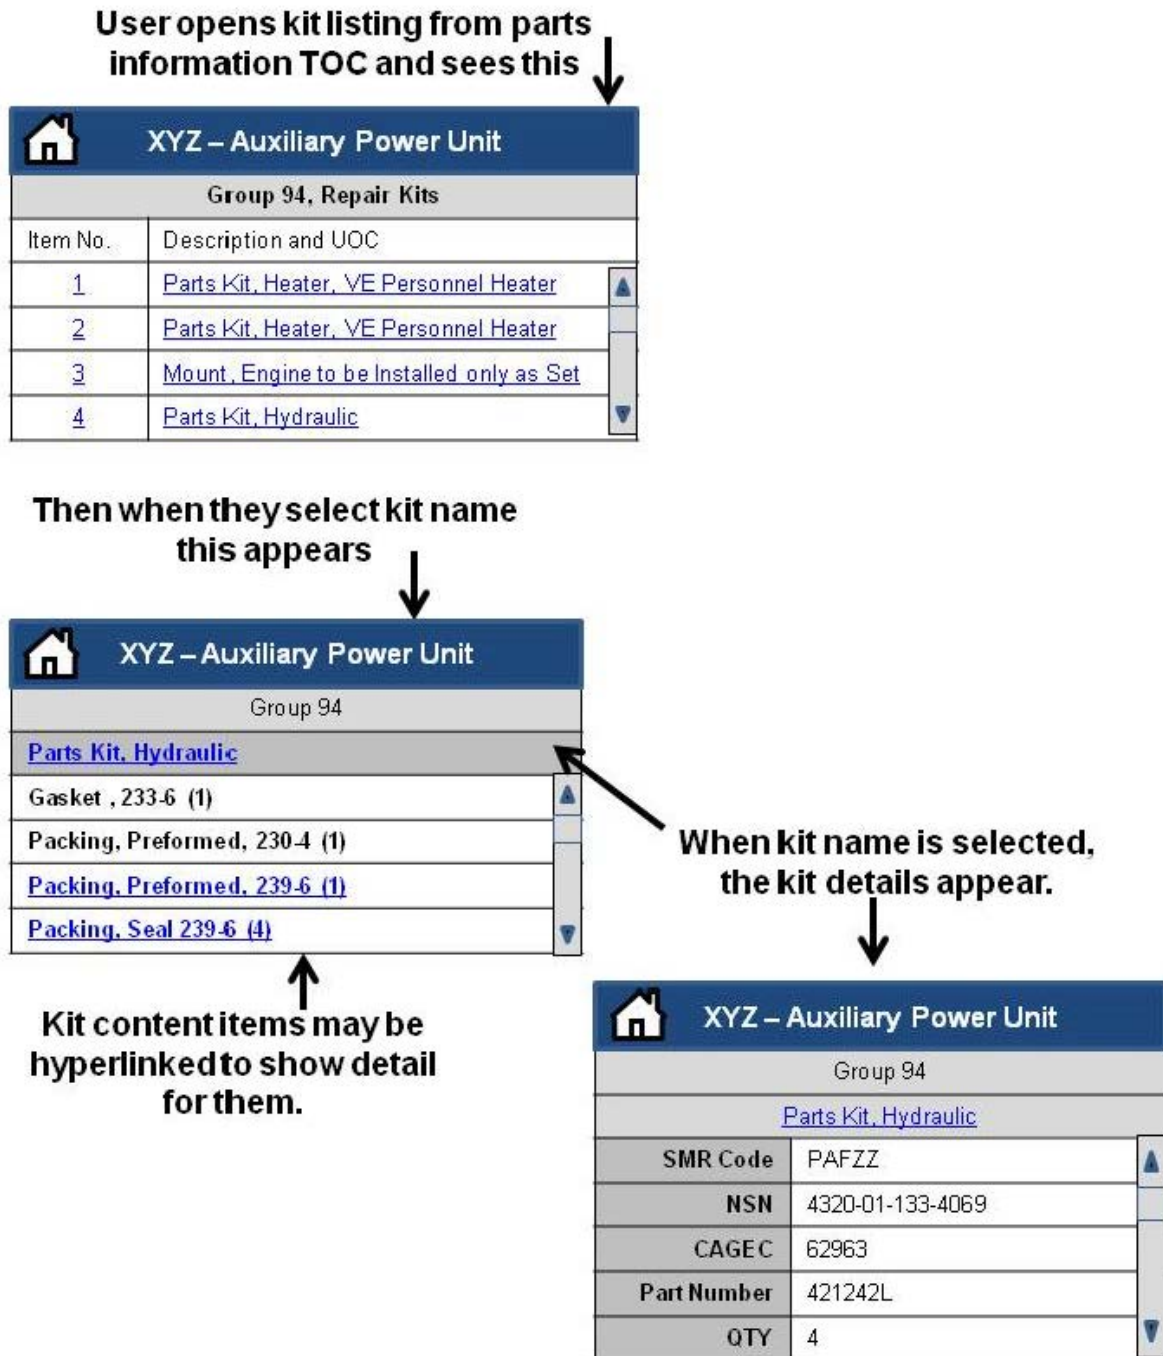 User opens kit listing from parts
information TOC and sees this
XYZ – Auxiliary Power Unit
Group 94, Repair Kits
Item No. Description and UOC
1 Parts Kit, Heater, VE Personnel Heater
2 Parts Kit, Heater, VE Personnel Heater
3 Mount, Engine to be Installed only as Set
4 Parts Kit, Hydraulic
Then when they select kit name
this appears
XYZ – Auxiliary Power Unit
Group 94
Parts Kit, Hydraulic
Gasket , 233-6 (1)
Packing, Preformed, 230-4 (1)
Packing, Preformed, 239-6 (1)
Packing, Seal 239-6 (4)
When kit name is selected,
the kit details appear.
Kit content items may be
hyperlinked to show detail
for them.
XYZ – Auxiliary Power Unit
Group 94
Parts Kit, Hydraulic
SMR Code PAFZZ
NSN 4320-01-133-4069
CAGEC 62963
Part Number 421242L
QTY 4